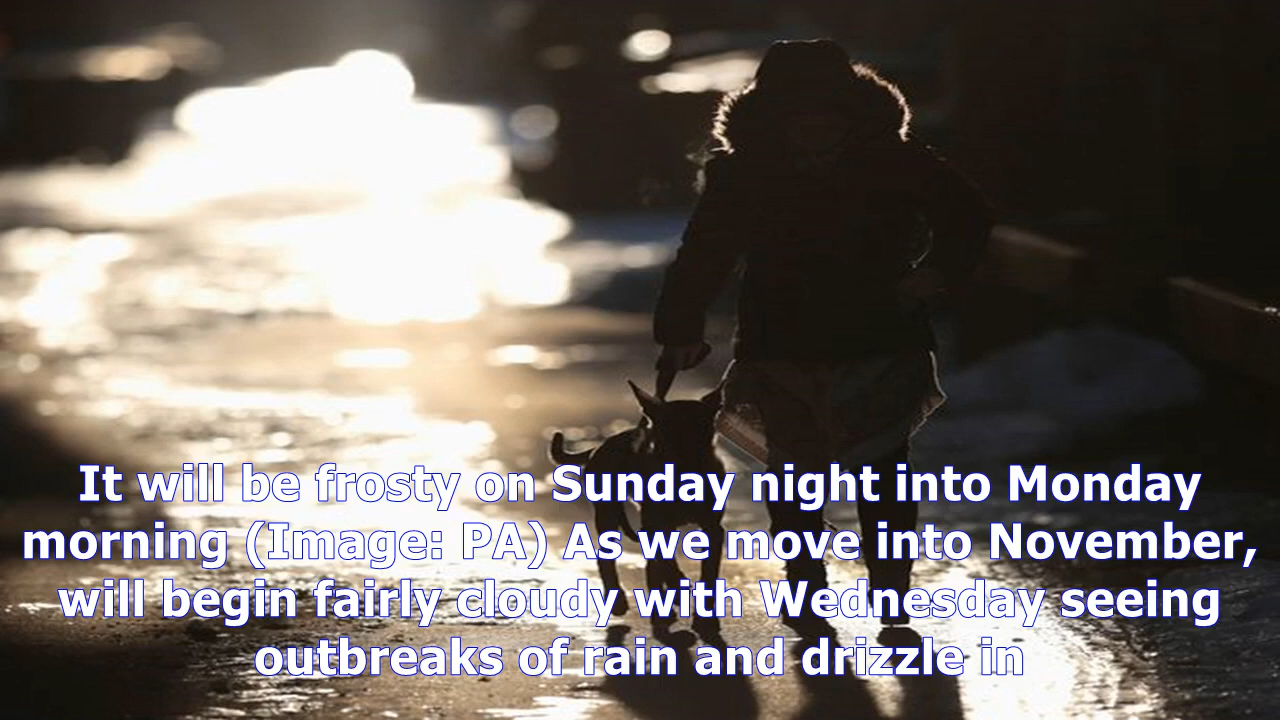 It will be frosty on Sunday night into Monday
morning (Image: PA) As we move into November,
will begin fairly cloudy with Wednesday seeing
outbreaks of rain and drizzle in